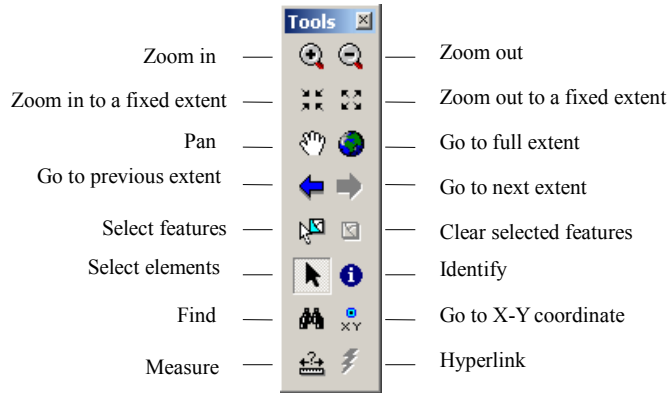 Tools
Zoom in
Zoom out
Zoom in to a fixed extent
Zoom out to a fixed extent
Pan
Go to full extent
Go to previous extent
Go to next extent
Select features
Clear selected features
Select elements
Identify
Find
XY
Go to X-Y coordinate
Measure
?
Hyperlink